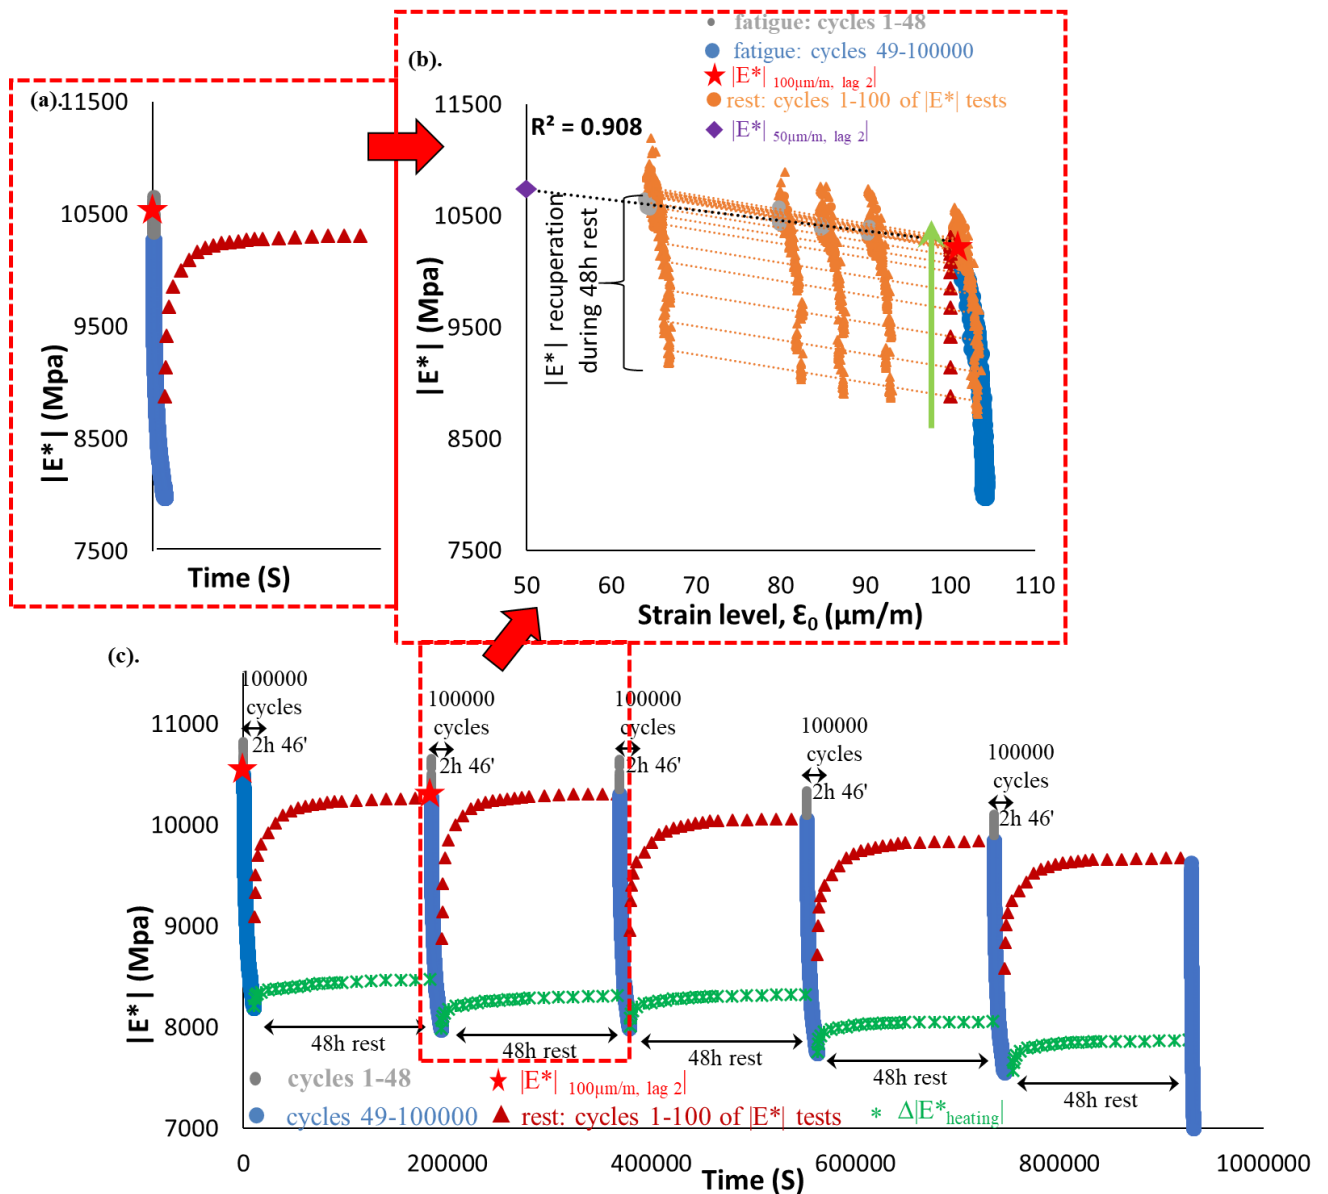 (a).
11500
10500
9500
8500
7500
|E*| (Mpa)
Time (S)
(b).
fatigue: cycles 1-48
fatigue: cycles 49-100000
|E*| 100µm/m, lag 2|
rest: cycles 1-100 of |E*| tests
|E*| 50µm/m, lag 2|
R² = 0.908
11500
10500
9500
8500
7500
|E*| (Mpa)
|E*| recuperation
during 48h rest
50 60 70 80 90 100 110
Strain level, Ɛ0 (µm/m)
(c).
100000
cycles
2h 46'
100000
cycles
2h 46'
100000
cycles
2h 46'
100000
cycles
2h 46'
100000
cycles
2h 46'
11000
10000
9000
8000
7000
|E*| (Mpa)
48h rest
48h rest
48h rest
48h rest
48h rest
cycles 1-48
|E*| 100µm/m, lag 2|
cycles 49-100000
rest: cycles 1-100 of |E*| tests
Δ|E*heating|
0 200000 400000 600000 800000 1000000
Time (S)